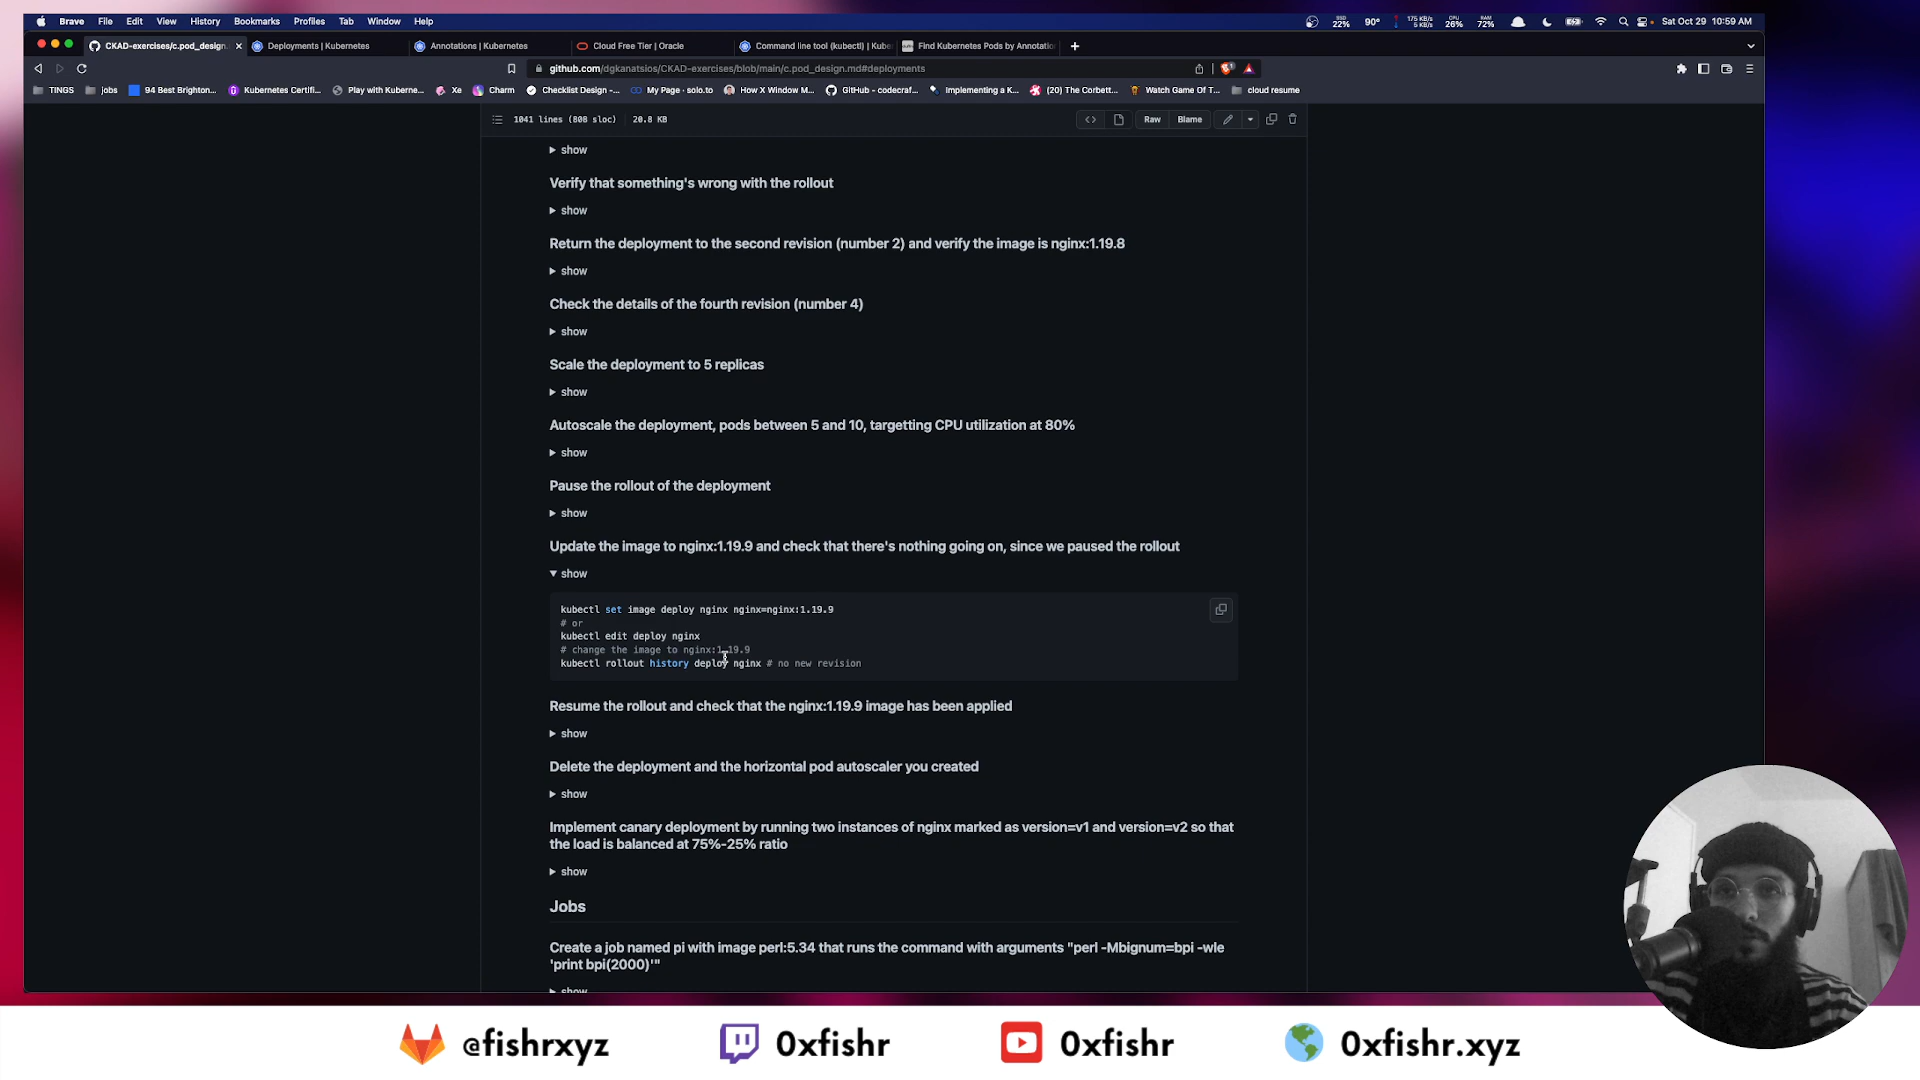 Brave File Edit View History Bookmarks Profiles Tab Window Help
SSD 22% 90° 175 KB/s 5 KB/s CPU 26% RAM 72% Sat Oct 29 10:59 AM
CKAD-exercises/c.pod_design. Deployments | Kubernetes Annotations | Kubernetes Cloud Free Tier | Oracle Command line tool (kubectl) | Kube Find Kubernetes Pods by Annotatio
github.com/dgkanatsios/CKAD-exercises/blob/main/c.pod_design.md#deployments
TINGS jobs 94 Best Brighton... Kubernetes Certifi... Play with Kuberne... Xe Charm Checklist Design -... My Page · solo.to How X Window M... GitHub - codecraf... Implementing a K... (20) The Corbett... Watch Game Of T... cloud resume
1041 lines (808 sloc) 20.8 KB Raw Blame
show
Verify that something's wrong with the rollout
show
Return the deployment to the second revision (number 2) and verify the image is nginx:1.19.8
show
Check the details of the fourth revision (number 4)
show
Scale the deployment to 5 replicas
show
Autoscale the deployment, pods between 5 and 10, targetting CPU utilization at 80%
show
Pause the rollout of the deployment
show
Update the image to nginx:1.19.9 and check that there's nothing going on, since we paused the rollout
show
kubectl set image deploy nginx nginx=nginx:1.19.9
# or
kubectl edit deploy nginx
# change the image to nginx:1.19.9
kubectl rollout history deploy nginx # no new revision
Resume the rollout and check that the nginx:1.19.9 image has been applied
show
Delete the deployment and the horizontal pod autoscaler you created
show
Implement canary deployment by running two instances of nginx marked as version=v1 and version=v2 so that
the load is balanced at 75%-25% ratio
show
Jobs
Create a job named pi with image perl:5.34 that runs the command with arguments "perl -Mbignum=bpi -wle
'print bpi(2000)'"
show
@fishrxyz 0xfishr 0xfishr 0xfishr.xyz